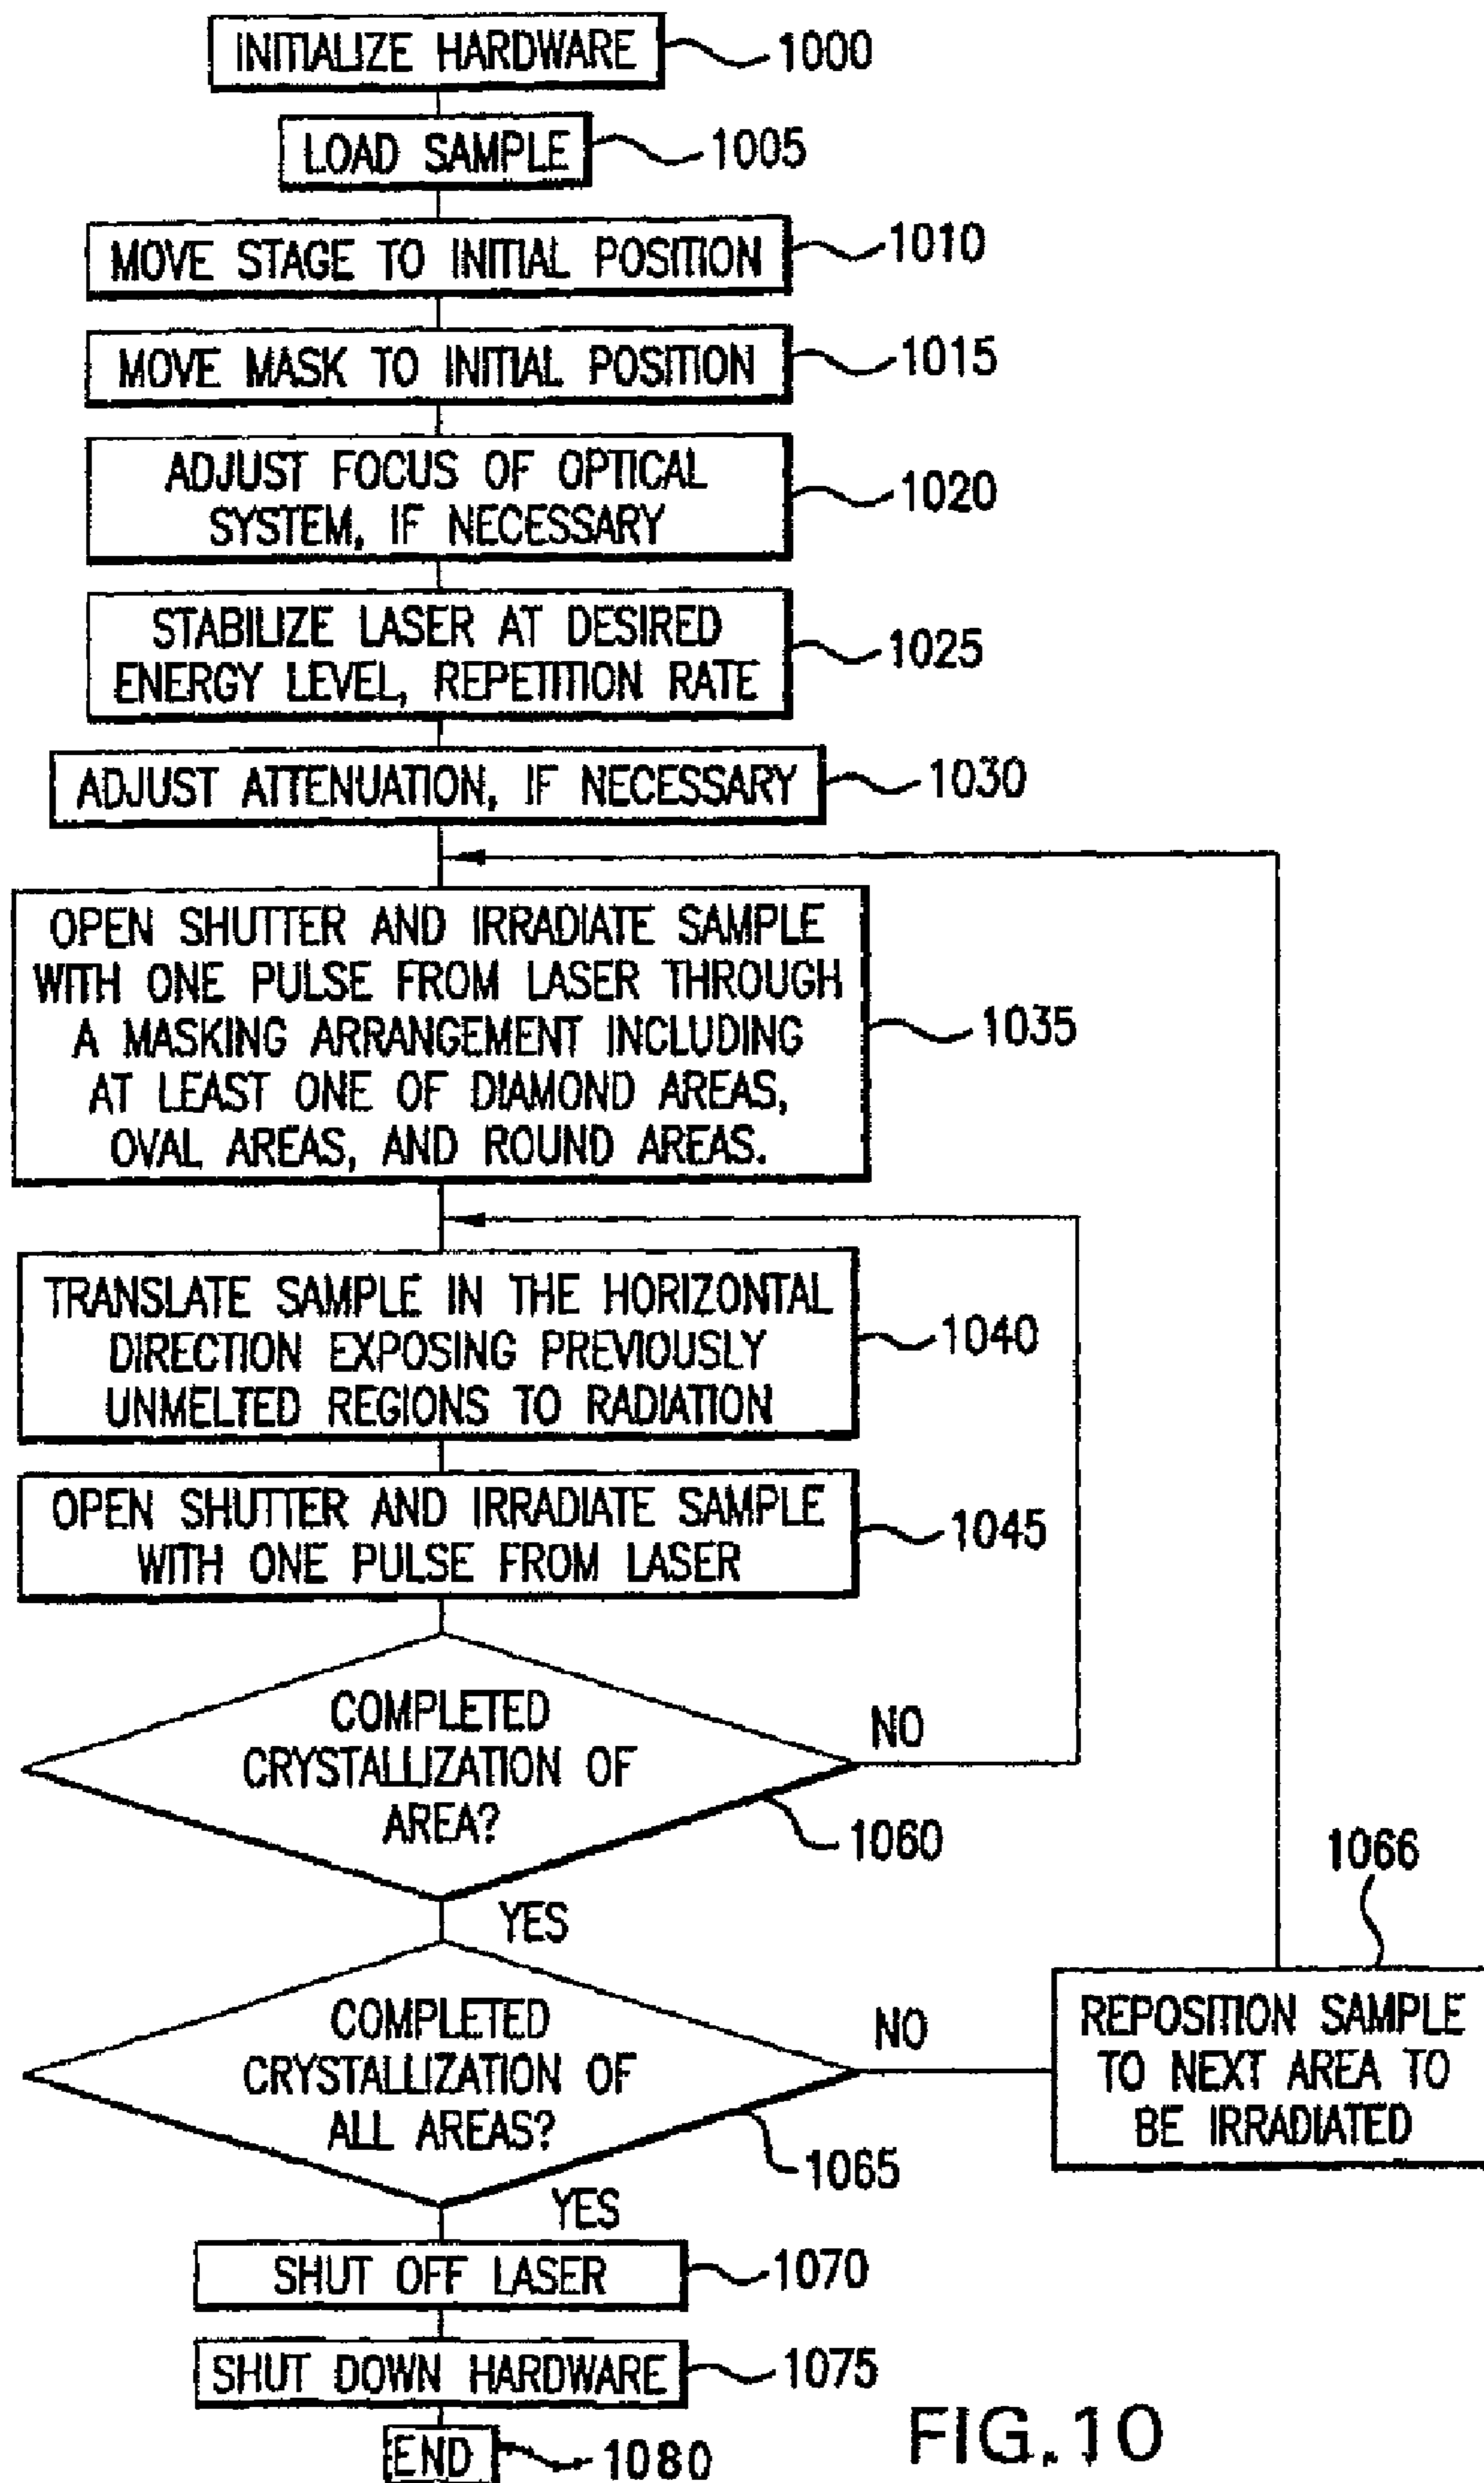 INITIALIZE HARDWARE
1000
LOAD SAMPLE
1005
MOVE STAGE TO INITIAL POSITION
1010
MOVE MASK TO INITIAL POSITION
1015
ADJUST FOCUS OF OPTICAL
SYSTEM, IF NECESSARY
1020
STABILIZE LASER AT DESIRED
ENERGY LEVEL, REPETITION RATE
1025
ADJUST ATTENUATION, IF NECESSARY
1030
OPEN SHUTTER AND IRRADIATE SAMPLE
WITH ONE PULSE FROM LASER THROUGH
A MASKING ARRANGEMENT INCLUDING
AT LEAST ONE OF DIAMOND AREAS,
OVAL AREAS, AND ROUND AREAS.
1035
TRANSLATE SAMPLE IN THE HORIZONTAL
DIRECTION EXPOSING PREVIOUSLY
UNMELTED REGIONS TO RADIATION
1040
OPEN SHUTTER AND IRRADIATE SAMPLE
WITH ONE PULSE FROM LASER
1045
COMPLETED
CRYSTALLIZATION OF
AREA?
NO
1060
YES
COMPLETED
CRYSTALLIZATION OF
ALL AREAS?
NO
1065
YES
1066
REPOSITION SAMPLE
TO NEXT AREA TO
BE IRRADIATED
SHUT OFF LASER
1070
SHUT DOWN HARDWARE
1075
END
1080
FIG.10